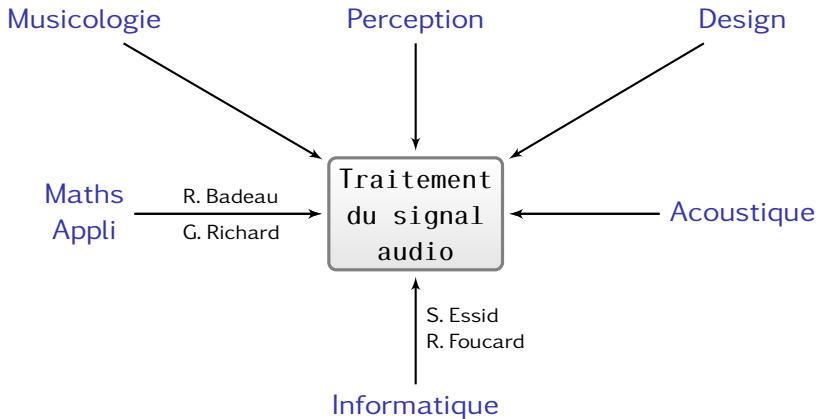 Musicologie
Perception
Design
Maths
Appli
R. Badeau
G. Richard
Traitement
du signal
audio
Acoustique
S. Essid
R. Foucard
Informatique